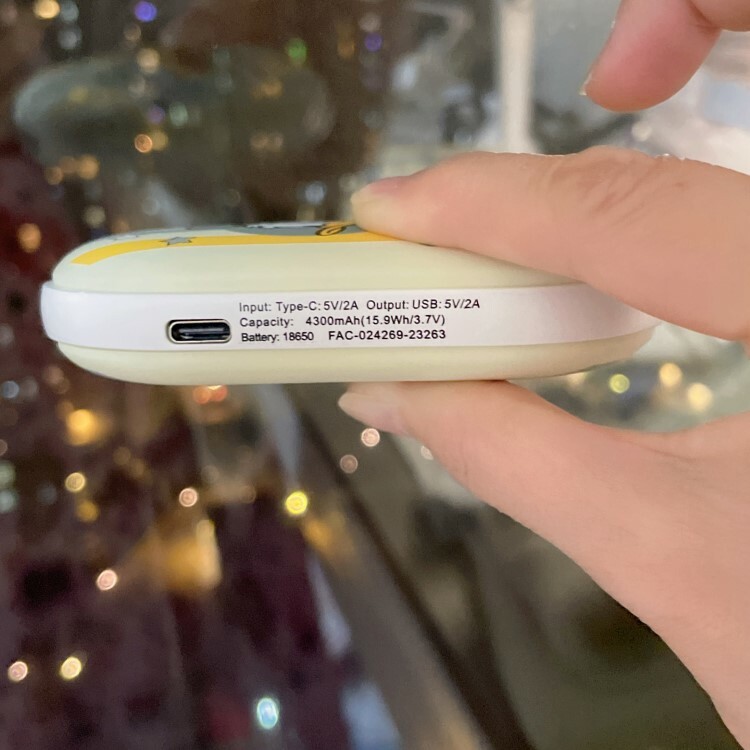 Input: Type-C: 5V/2A Output: USB: 5V/2A
Capacity: 4300mAh(15.9Wh/3.7V)
Battery: 18650 FAC-024269-23263